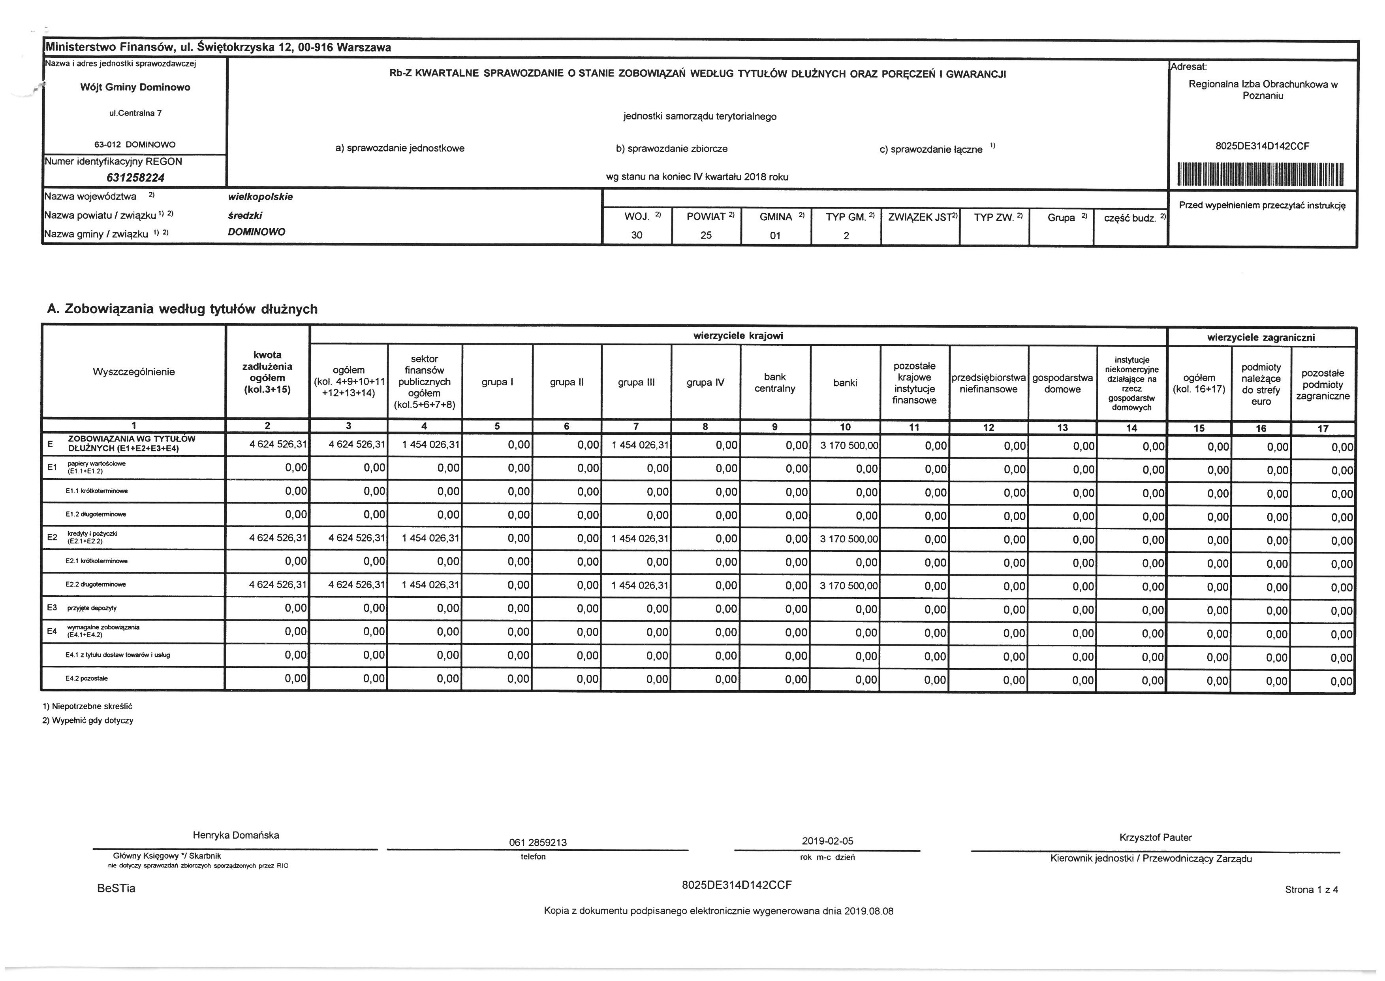 Ministerstwo Finansów, ul. Świętokrzyska 12, 00-916 Warszawa
Nazwa i adres jednostki sprawozdawczej
Wójt Gminy Dominowo
ul.Centralna 7
63-012 DOMINOWO
Numer identyfikacyjny REGON
631258224
Rb-Z KWARTALNE SPRAWOZDANIE O STANIE ZOBOWIĄZAŃ WEDŁUG TYTUŁÓW DŁUŻNYCH ORAZ PORĘCZEŃ I GWARANCJI
jednostki samorządu terytorialnego
a) sprawozdanie jednostkowe b) sprawozdanie zbiorcze c) sprawozdanie łączne 1)
wg stanu na koniec IV kwartału 2018 roku
Adresat:
Regionalna Izba Obrachunkowa w
Poznaniu
8025DE314D142CCF
Przed wypełnieniem przeczytać instrukcję
Nazwa województwa 2) wielkopolskie
Nazwa powiatu / związku 1) 2) średzki
Nazwa gminy / związku 1) 2) DOMINOWO
WOJ. 2) POWIAT 2) GMINA 2) TYP GM. 2) ZWIĄZEK JST 2) TYP ZW. 2) Grupa 2) część budz. 2)
30 25 01 2
A. Zobowiązania według tytułów dłużnych
wierzyciele krajowi wierzyciele zagraniczni
Wyszczególnienie
kwota
zadłużenia
ogółem
(kol.3+15)
ogółem
(kol. 4+9+10+11
+12+13+14)
sektor
finansów
publicznych
ogółem
(kol.5+6+7+8)
grupa I
grupa II
grupa III
grupa IV
bank
centralny
banki
pozostałe
krajowe
instytucje
finansowe
przedsiębiorstwa
niefinansowe
gospodarstwa
domowe
instytucje
niekomercyjne
działające na
rzecz
gospodarstw
domowych
ogółem
(kol. 16+17)
podmioty
należące
do strefy
euro
pozostałe
podmioty
zagraniczne
1 2 3 4 5 6 7 8 9 10 11 12 13 14 15 16 17
E ZOBOWIĄZANIA WG TYTUŁÓW
DŁUŻNYCH (E1+E2+E3+E4) 4 624 526,31 4 624 526,31 1 454 026,31 0,00 0,00 1 454 026,31 0,00 0,00 3 170 500,00 0,00 0,00 0,00 0,00 0,00 0,00 0,00
E1 papiery wartościowe
(E1.1+E1.2) 0,00 0,00 0,00 0,00 0,00 0,00 0,00 0,00 0,00 0,00 0,00 0,00 0,00 0,00 0,00 0,00
E1.1 krótkoterminowe 0,00 0,00 0,00 0,00 0,00 0,00 0,00 0,00 0,00 0,00 0,00 0,00 0,00 0,00 0,00 0,00
E1.2 długoterminowe 0,00 0,00 0,00 0,00 0,00 0,00 0,00 0,00 0,00 0,00 0,00 0,00 0,00 0,00 0,00 0,00
E2 kredyty i pożyczki
(E2.1+E2.2) 4 624 526,31 4 624 526,31 1 454 026,31 0,00 0,00 1 454 026,31 0,00 0,00 3 170 500,00 0,00 0,00 0,00 0,00 0,00 0,00 0,00
E2.1 krótkoterminowe 0,00 0,00 0,00 0,00 0,00 0,00 0,00 0,00 0,00 0,00 0,00 0,00 0,00 0,00 0,00 0,00
E2.2 długoterminowe 4 624 526,31 4 624 526,31 1 454 026,31 0,00 0,00 1 454 026,31 0,00 0,00 3 170 500,00 0,00 0,00 0,00 0,00 0,00 0,00 0,00
E3 przyjęte depozyty 0,00 0,00 0,00 0,00 0,00 0,00 0,00 0,00 0,00 0,00 0,00 0,00 0,00 0,00 0,00 0,00
E4 wymagalne zobowiązania
(E4.1+E4.2) 0,00 0,00 0,00 0,00 0,00 0,00 0,00 0,00 0,00 0,00 0,00 0,00 0,00 0,00 0,00 0,00
E4.1 z tytułu dostaw towarów i usług 0,00 0,00 0,00 0,00 0,00 0,00 0,00 0,00 0,00 0,00 0,00 0,00 0,00 0,00 0,00 0,00
E4.2 pozostałe 0,00 0,00 0,00 0,00 0,00 0,00 0,00 0,00 0,00 0,00 0,00 0,00 0,00 0,00 0,00 0,00
1) Niepotrzebne skreślić
2) Wypełnić gdy dotyczy
Henryka Domańska 061 2859213 2019-02-05 Krzysztof Pauter
Główny Księgowy */ Skarbnik telefon rok m-c dzień Kierownik jednostki / Przewodniczący Zarządu
nie dotyczy sprawozdań zbiorczych sporządzonych przez RIO
BeSTia 8025DE314D142CCF Strona 1 z 4
Kopia z dokumentu podpisanego elektronicznie wygenerowana dnia 2019.08.08